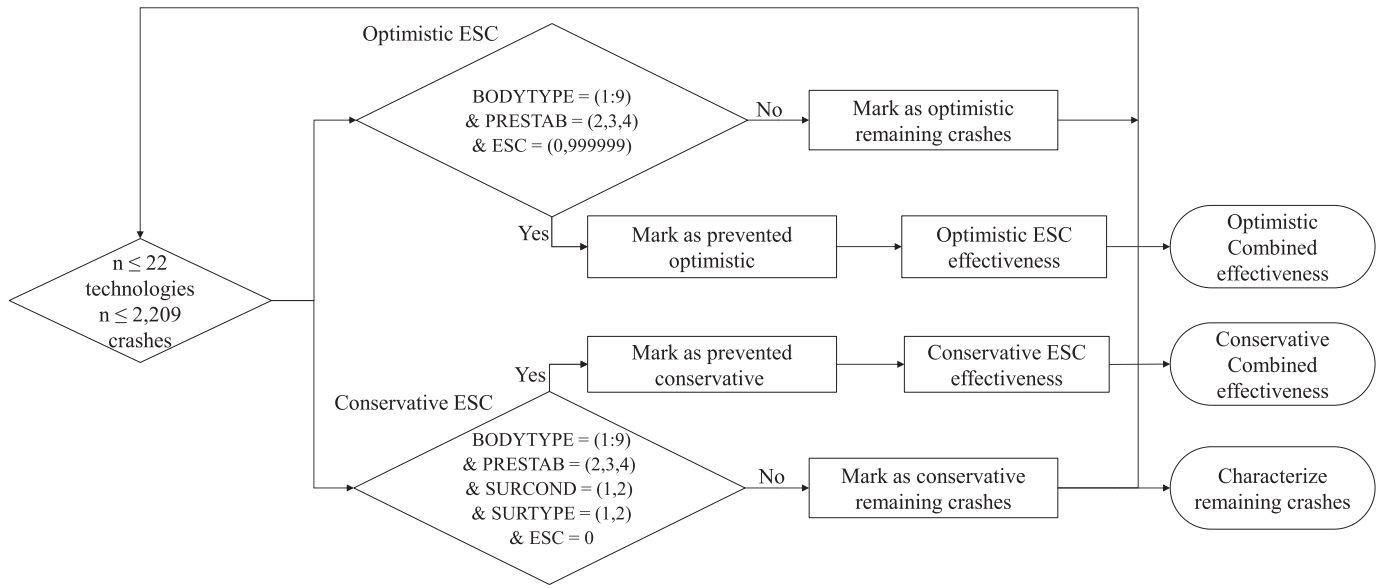 Optimistic ESC
BODYTYPE = (1:9)
& PRESTAB = (2,3,4)
& ESC = (0,999999)
No
Mark as optimistic
remaining crashes
Yes
Mark as prevented
optimistic
Optimistic ESC
effectiveness
Optimistic
Combined
effectiveness
n ≤ 22
technologies
n ≤ 2,209
crashes
Yes
Mark as prevented
conservative
Conservative ESC
effectiveness
Conservative
Combined
effectiveness
Conservative ESC
BODYTYPE = (1:9)
& PRESTAB = (2,3,4)
& SURCOND = (1,2)
& SURTYPE = (1,2)
& ESC = 0
No
Mark as conservative
remaining crashes
Characterize
remaining crashes